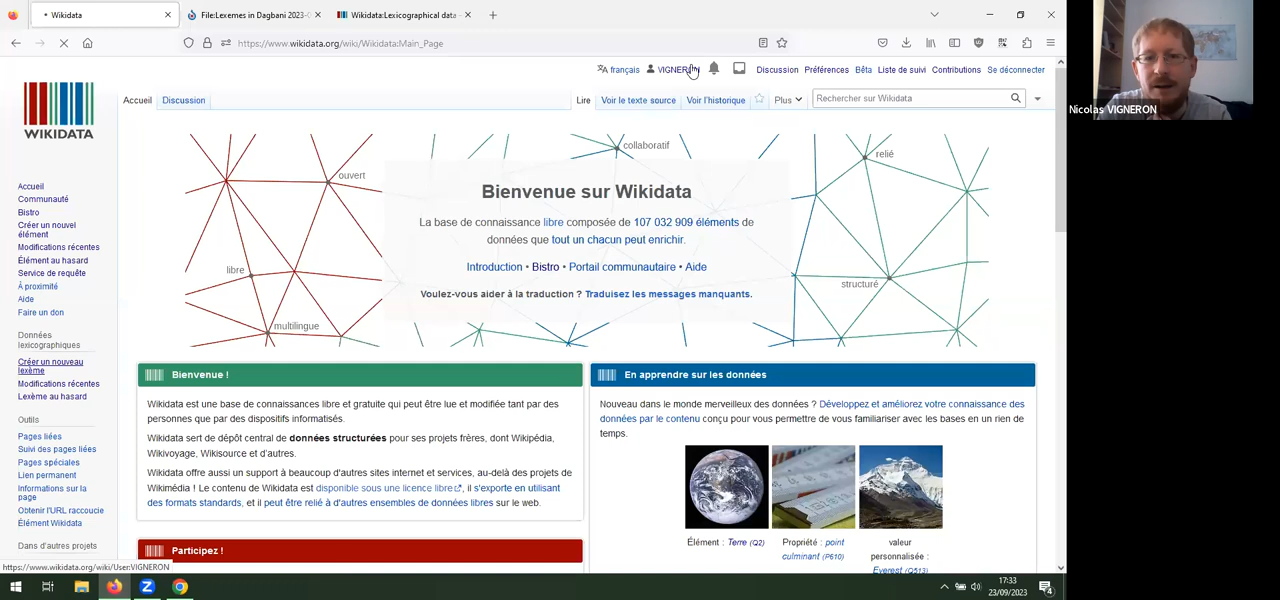 Wikidata
File:Lexemes in Dagbani 2023-0
Wikidata:Lexicographical data -
https://www.wikidata.org/wiki/Wikidata:Main_Page
français
VIGNERON
Discussion
Préférences
Bêta
Liste de suivi
Contributions
Se déconnecter
Accueil
Discussion
Lire
Voir le texte source
Voir l'historique
Plus
Rechercher sur Wikidata
Nicolas VIGNERON
WIKIDATA
Accueil
Communauté
Bistro
Créer un nouvel
élément
Modifications récentes
Élément au hasard
Service de requête
À proximité
Aide
Faire un don
Données
lexicographiques
Créer un nouveau
lexème
Modifications récentes
Lexème au hasard
Outils
Pages liées
Suivi des pages liées
Pages spéciales
Lien permanent
Informations sur la
page
Obtenir l'URL raccourcie
Élément Wikidata
Dans d'autres projets
ouvert
collaboratif
relié
libre
structuré
multilingue
Bienvenue sur Wikidata
La base de connaissance libre composée de 107 032 909 éléments de
données que tout un chacun peut enrichir.
Introduction • Bistro • Portail communautaire • Aide
Voulez-vous aider à la traduction ? Traduisez les messages manquants.
Bienvenue !
Wikidata est une base de connaissances libre et gratuite qui peut être lue et modifiée tant par des
personnes que par des dispositifs informatisés.
Wikidata sert de dépôt central de données structurées pour ses projets frères, dont Wikipédia,
Wikivoyage, Wikisource et d'autres.
Wikidata offre aussi un support à beaucoup d'autres sites internet et services, au-delà des projets de
Wikimédia ! Le contenu de Wikidata est disponible sous une licence libre, il s'exporte en utilisant
des formats standards, et il peut être relié à d'autres ensembles de données libres sur le web.
Participez !
En apprendre sur les données
Nouveau dans le monde merveilleux des données ? Développez et améliorez votre connaissance des
données par le contenu conçu pour vous permettre de vous familiariser avec les bases en un rien de
temps.
Élément : Terre (Q2)
Propriété : point
culminant (P610)
valeur
personnalisée :
Everest (Q513)
https://www.wikidata.org/wiki/User:VIGNERON
17:33
23/09/2023
4